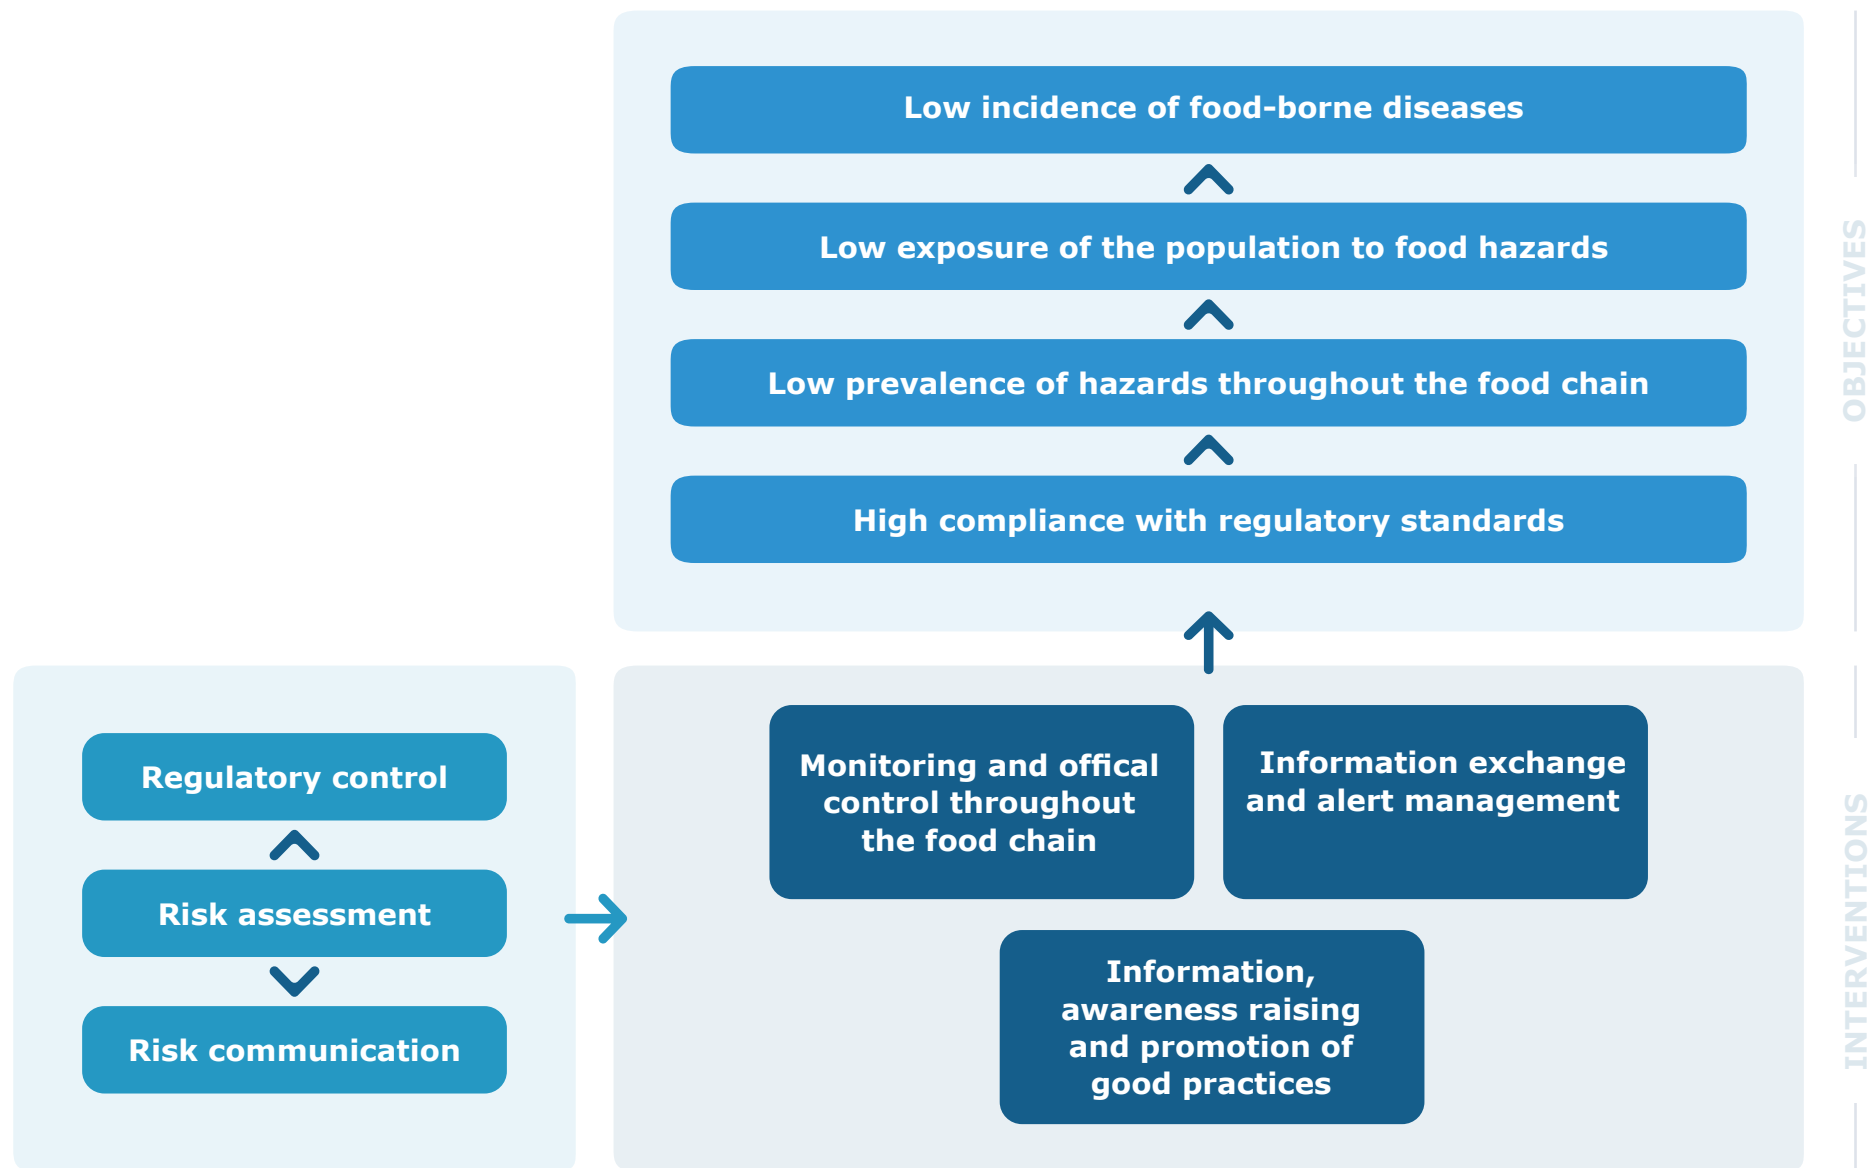 Low incidence of food-borne diseases
Low exposure of the population to food hazards
Low prevalence of hazards throughout the food chain
High compliance with regulatory standards
OBJECTIVES
Regulatory control
Risk assessment
Risk communication
Monitoring and offical
control throughout
the food chain
Information exchange
and alert management
Information,
awareness raising
and promotion of
good practices
INTERVENTIONS